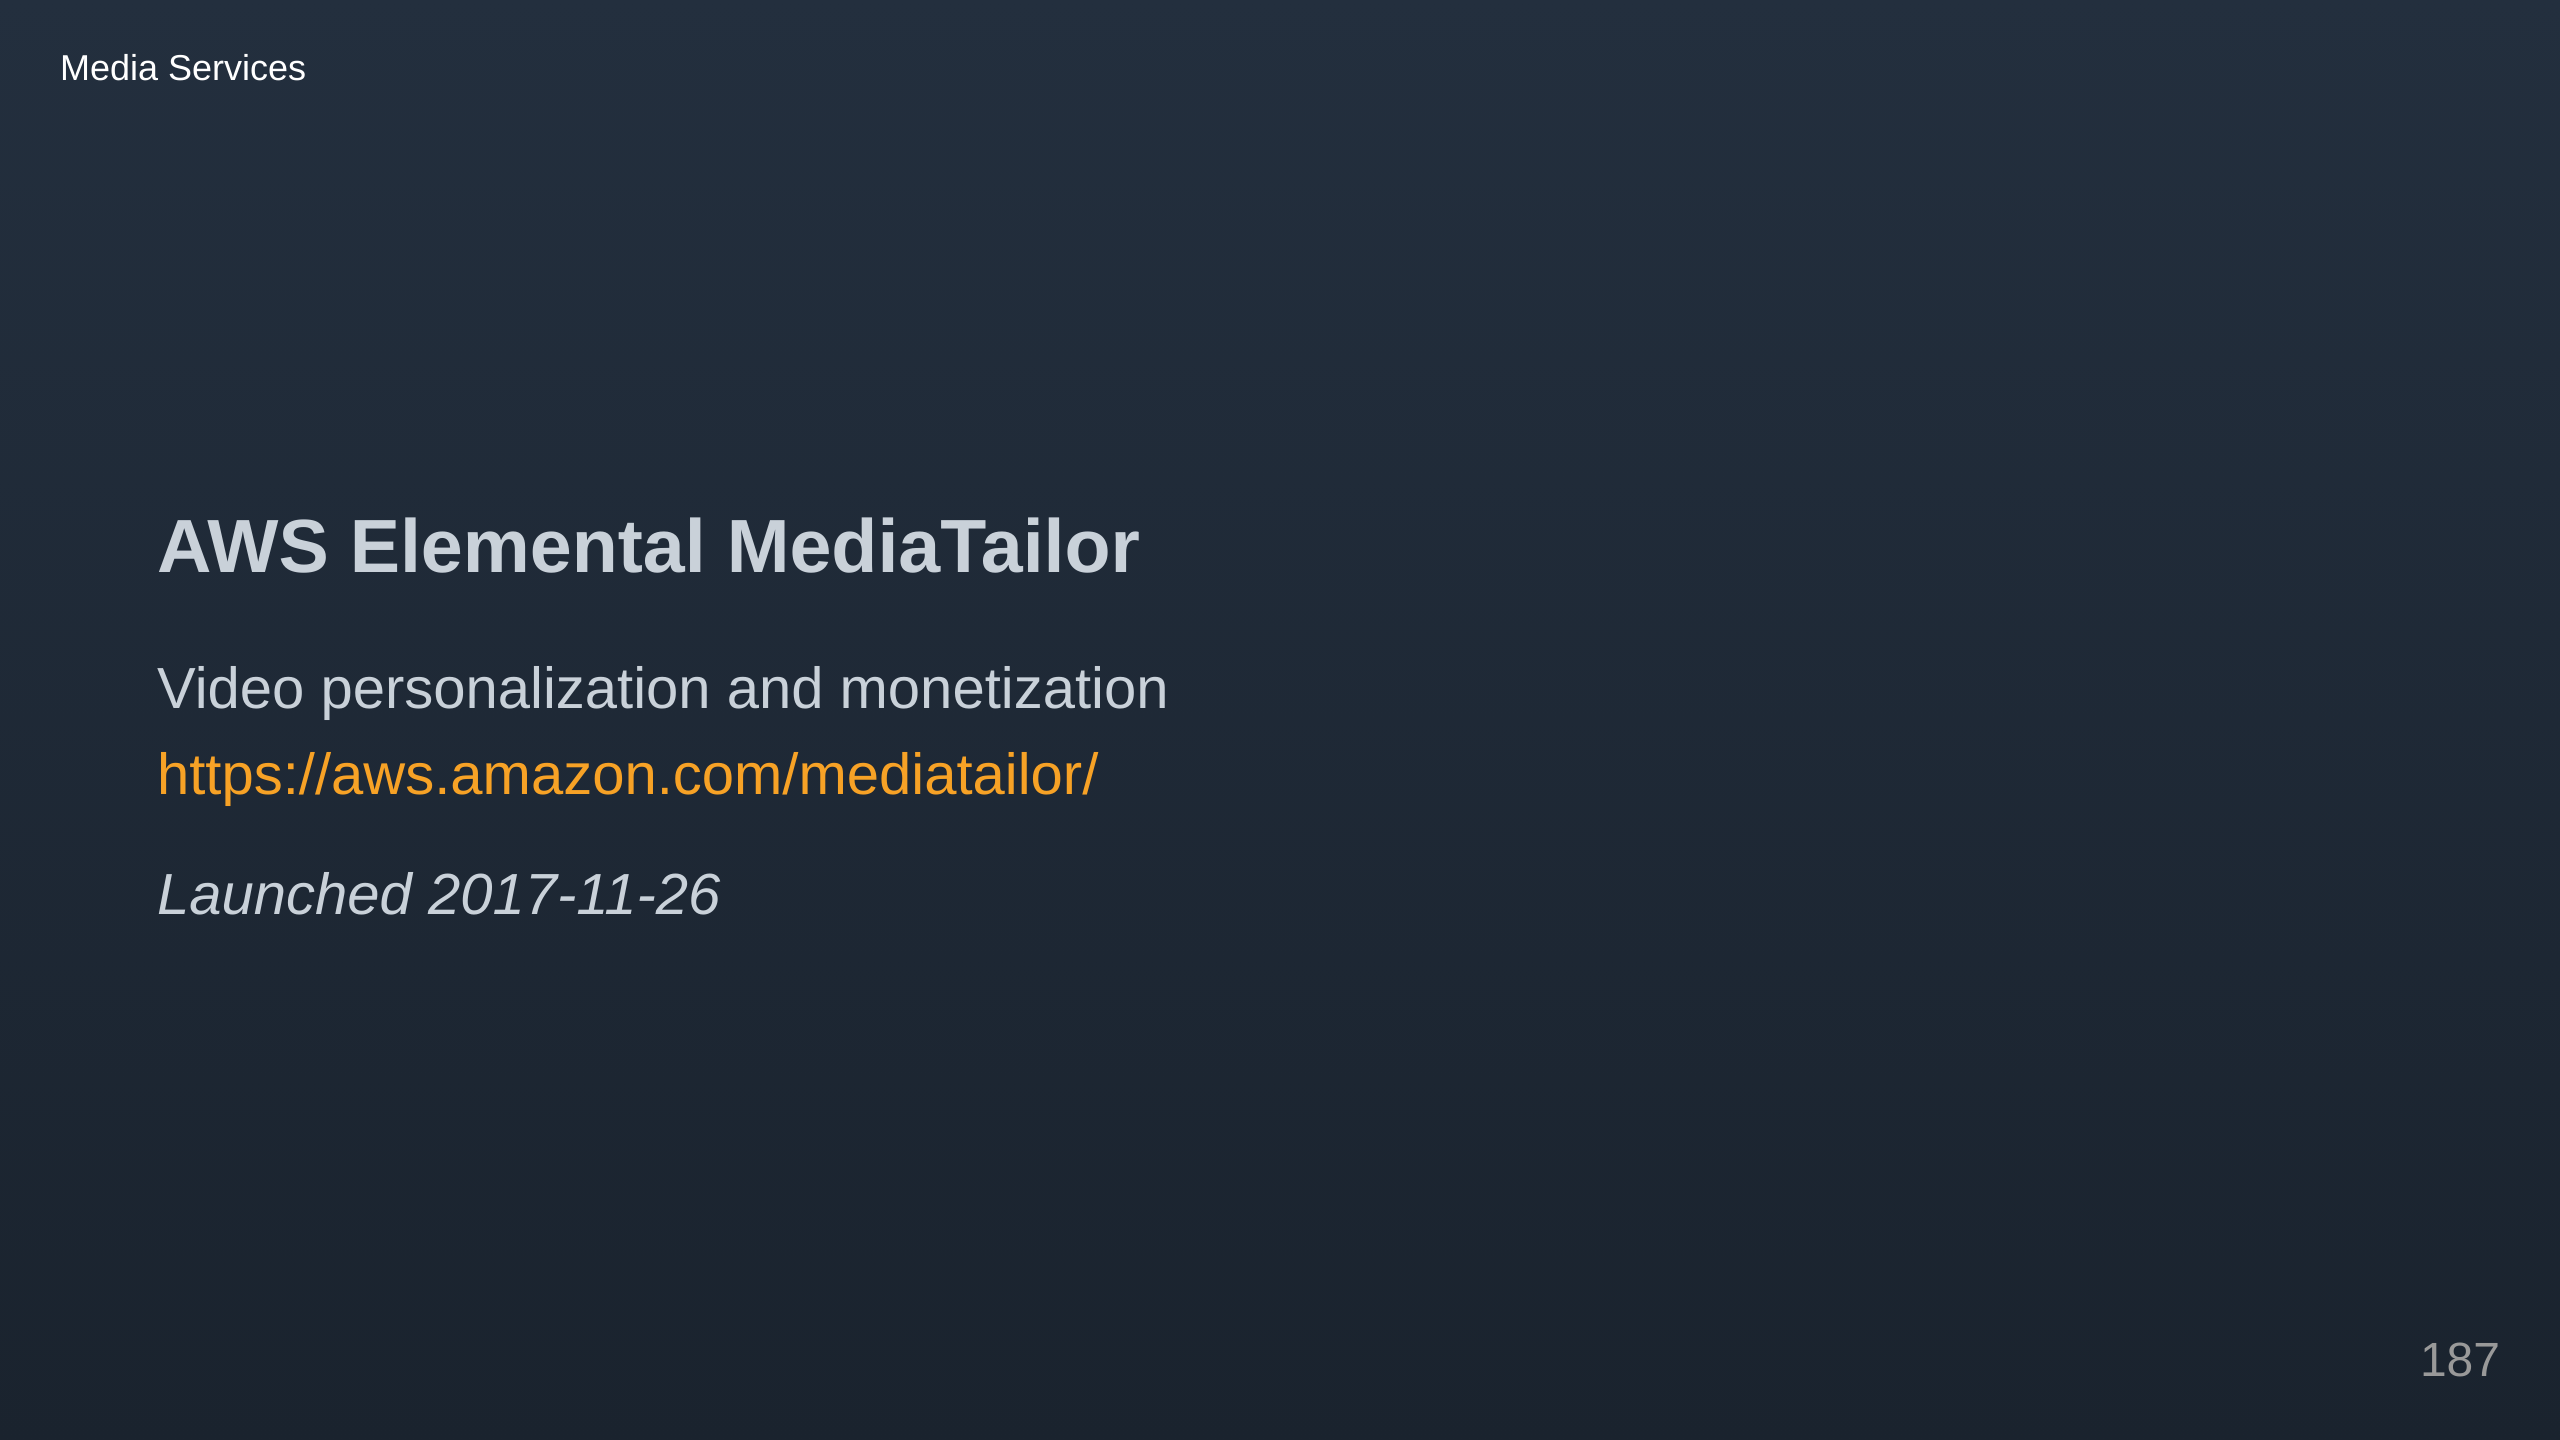 Media Services
AWS Elemental MediaTailor
Video personalization and monetization
https://aws.amazon.com/mediatailor/
Launched 2017-11-26
187